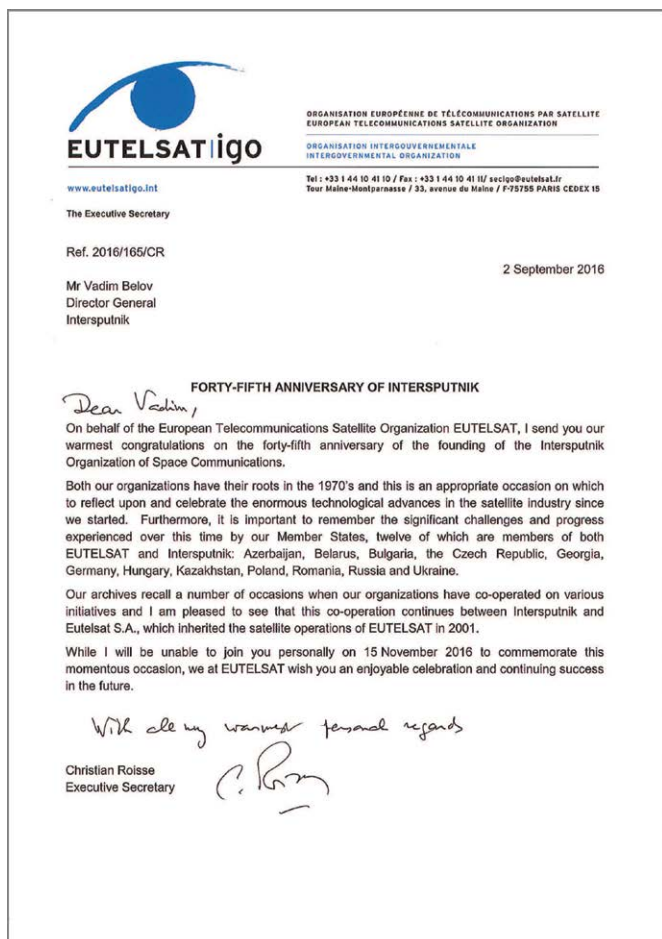 EUTELSAT|igo
ORGANISATION EUROPÉENNE DE TÉLÉCOMMUNICATIONS PAR SATELLITE
EUROPEAN TELECOMMUNICATIONS SATELLITE ORGANIZATION
ORGANISATION INTERGOUVERNEMENTALE
INTERGOVERNMENTAL ORGANIZATION
www.eutelsatigo.int
Tel : +33 1 44 10 41 10 / Fax : +33 1 44 10 41 11/ secigo@eutelsat.fr
Tour Maine-Montparnasse / 33, avenue du Maine / F-75755 PARIS CEDEX 15
The Executive Secretary
Ref. 2016/165/CR
2 September 2016
Mr Vadim Belov
Director General
Intersputnik
FORTY-FIFTH ANNIVERSARY OF INTERSPUTNIK
Dear Vadim,
On behalf of the European Telecommunications Satellite Organization EUTELSAT, I send you our
warmest congratulations on the forty-fifth anniversary of the founding of the Intersputnik
Organization of Space Communications.
Both our organizations have their roots in the 1970's and this is an appropriate occasion on which
to reflect upon and celebrate the enormous technological advances in the satellite industry since
we started. Furthermore, it is important to remember the significant challenges and progress
experienced over this time by our Member States, twelve of which are members of both
EUTELSAT and Intersputnik: Azerbaijan, Belarus, Bulgaria, the Czech Republic, Georgia,
Germany, Hungary, Kazakhstan, Poland, Romania, Russia and Ukraine.
Our archives recall a number of occasions when our organizations have co-operated on various
initiatives and I am pleased to see that this co-operation continues between Intersputnik and
Eutelsat S.A., which inherited the satellite operations of EUTELSAT in 2001.
While I will be unable to join you personally on 15 November 2016 to commemorate this
momentous occasion, we at EUTELSAT wish you an enjoyable celebration and continuing success
in the future.
With all my warmest personal regards
Christian Roisse
Executive Secretary